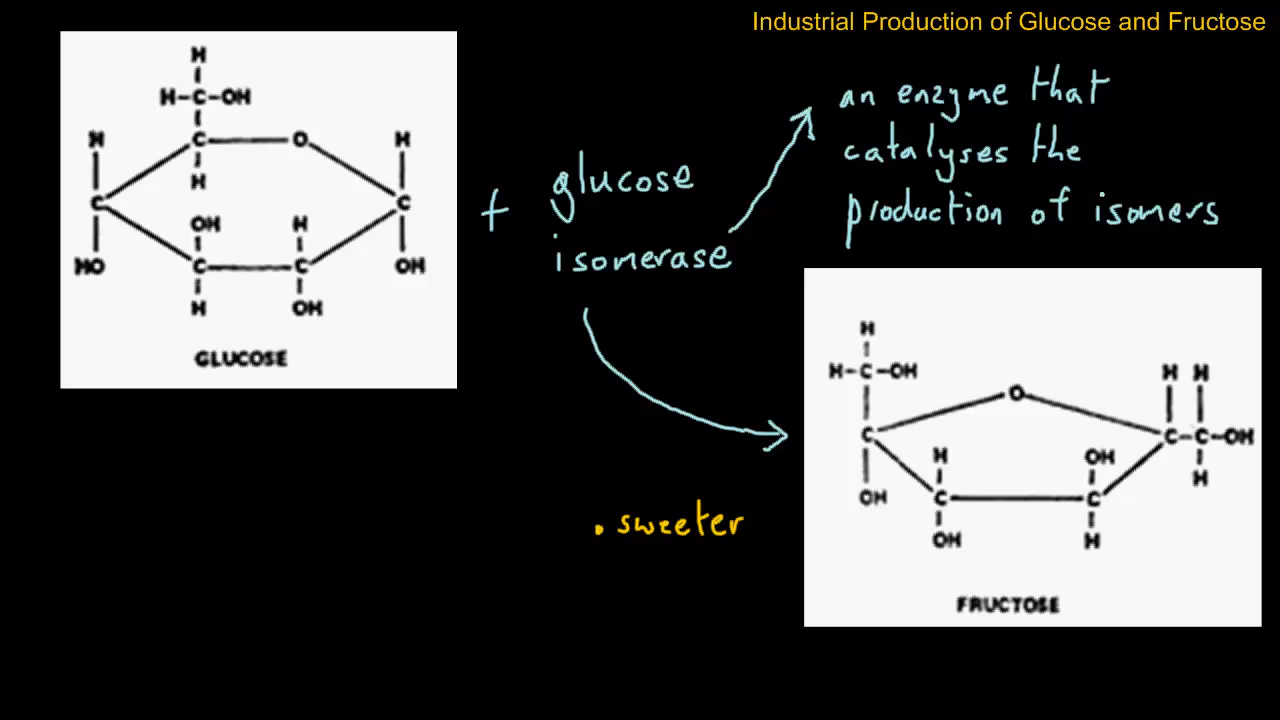 Industrial Production of Glucose and Fructose
H
H-C-OH
H C O H
H
C C
OH H
HO C C OH
H OH
GLUCOSE
+ glucose
isomerase
an enzyme that
catalyses the
production of isomers
H
H-C-OH O H H
C C-C-OH
H OH H
OH C C
OH H
FRUCTOSE
. sweeter